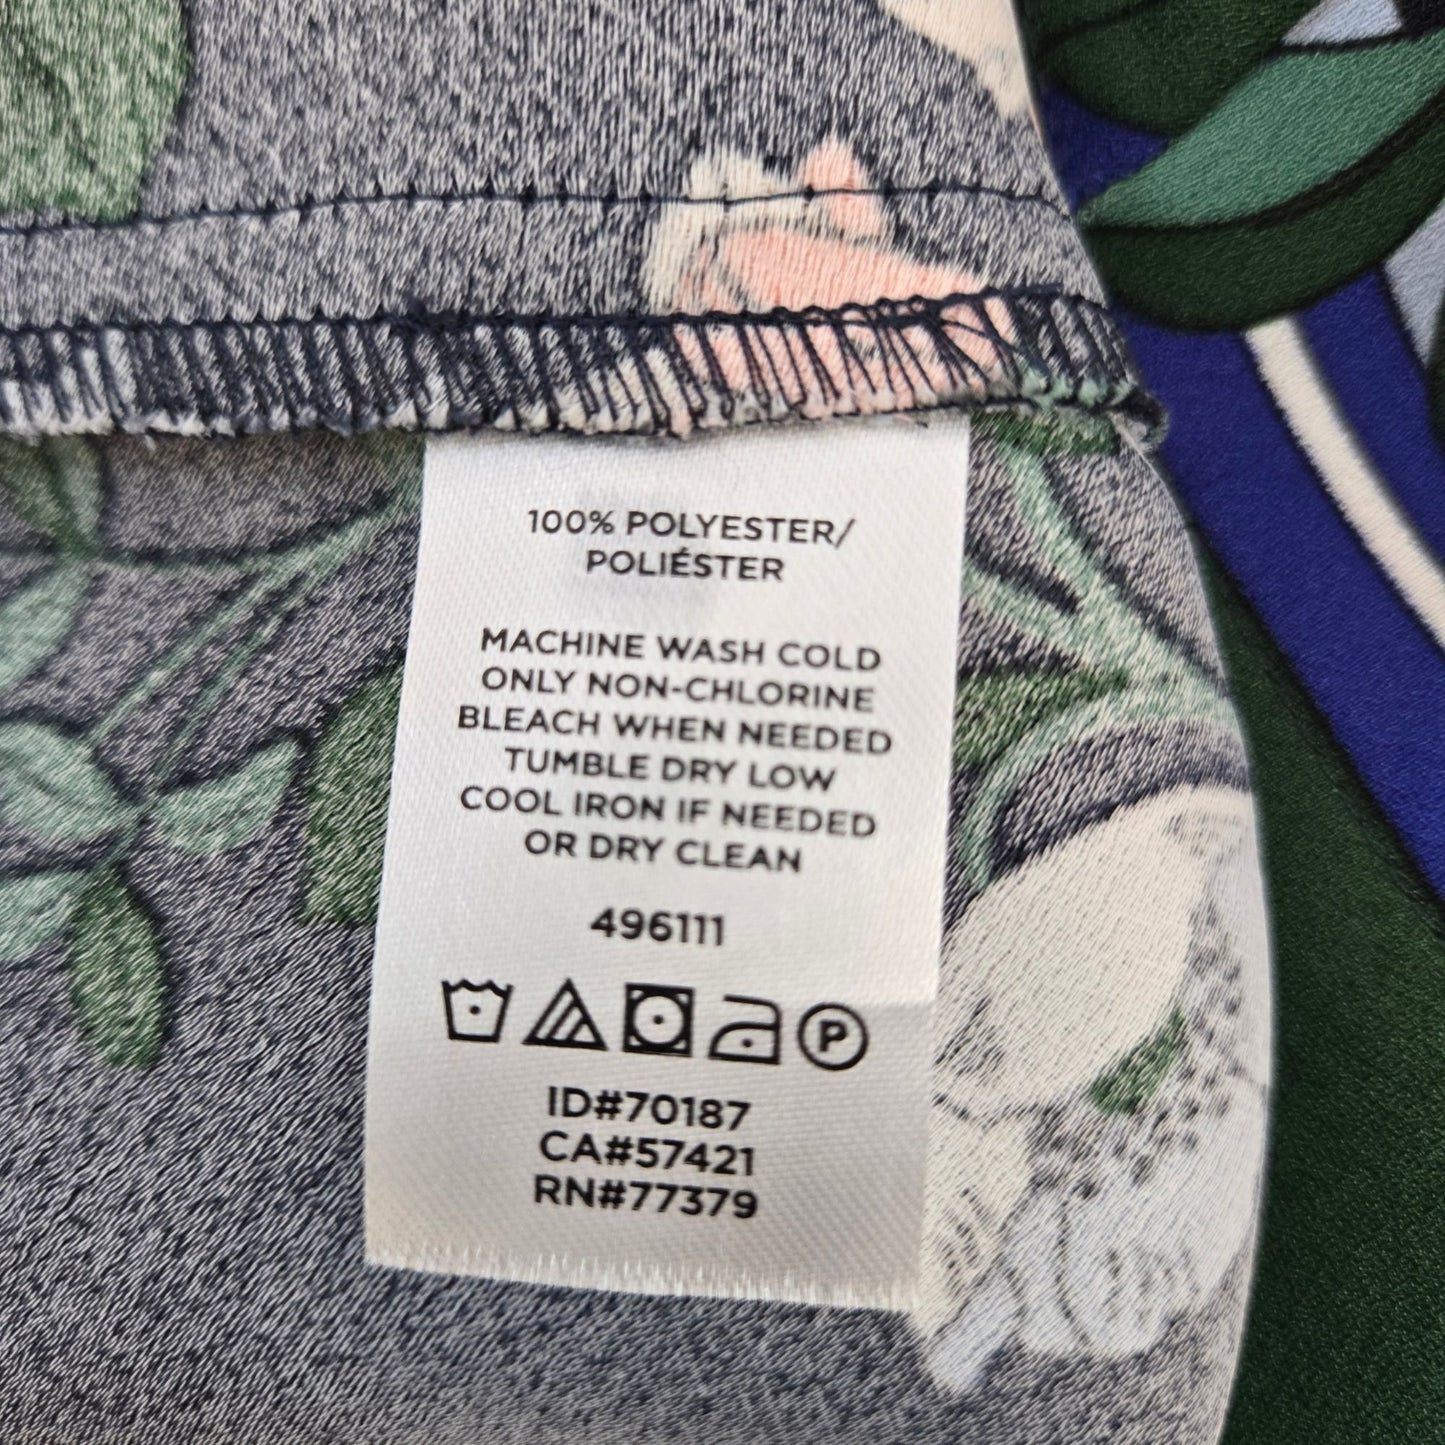 100% POLYESTER/
POLIÉSTER
MACHINE WASH COLD
ONLY NON-CHLORINE
BLEACH WHEN NEEDED
TUMBLE DRY LOW
COOL IRON IF NEEDED
OR DRY CLEAN
496111
P
ID#70187
CA#57421
RN#77379